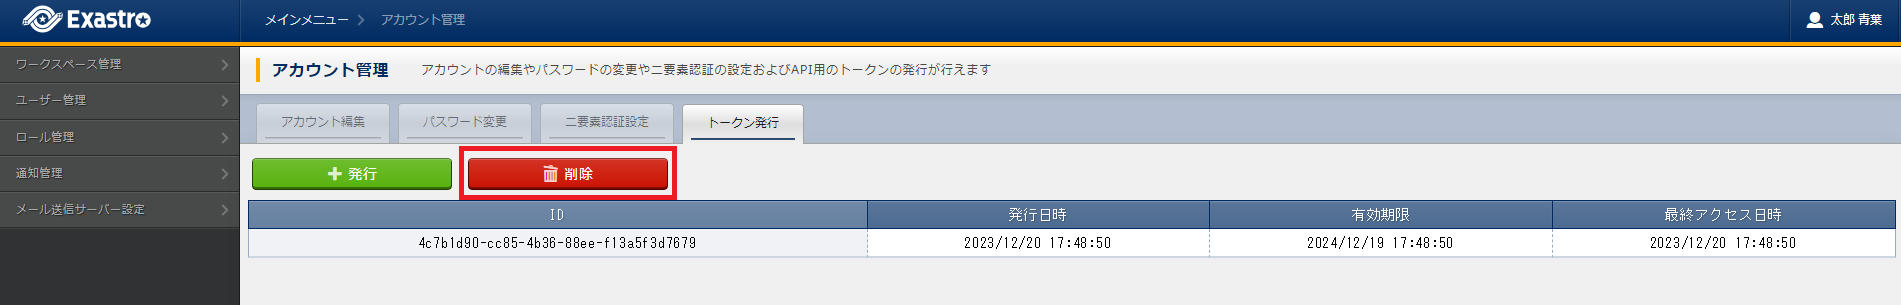 Exastro
メインメニュー アカウント管理
太郎 青葉
ワークスペース管理
ユーザー管理
ロール管理
通知管理
メール送信サーバー設定
アカウント管理 アカウントの編集やパスワードの変更や二要素認証の設定およびAPI用のトークンの発行が行えます
アカウント編集 パスワード変更 二要素認証設定 トークン発行
発行 削除
ID 発行日時 有効期限 最終アクセス日時
4c7b1d90-cc85-4b36-88ee-f13a5f3d7679 2023/12/20 17:48:50 2024/12/19 17:48:50 2023/12/20 17:48:50